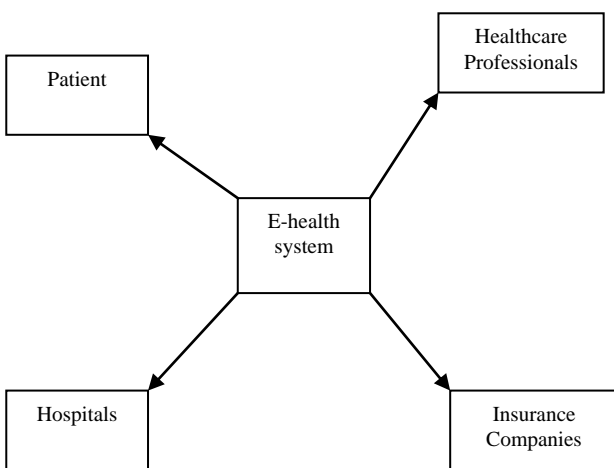 Healthcare
Professionals
Patient
E-health
system
Hospitals
Insurance
Companies